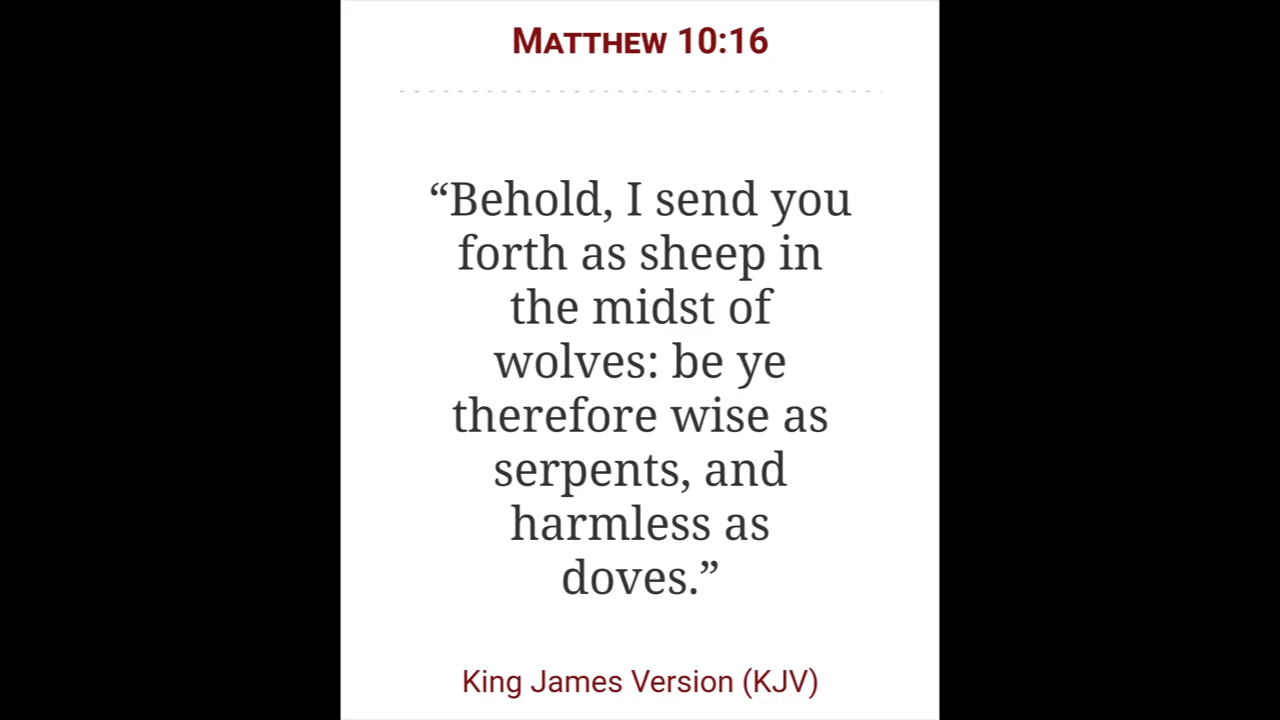 Matthew 10:16
“Behold, I send you
forth as sheep in
the midst of
wolves: be ye
therefore wise as
serpents, and
harmless as
doves.”
King James Version (KJV)